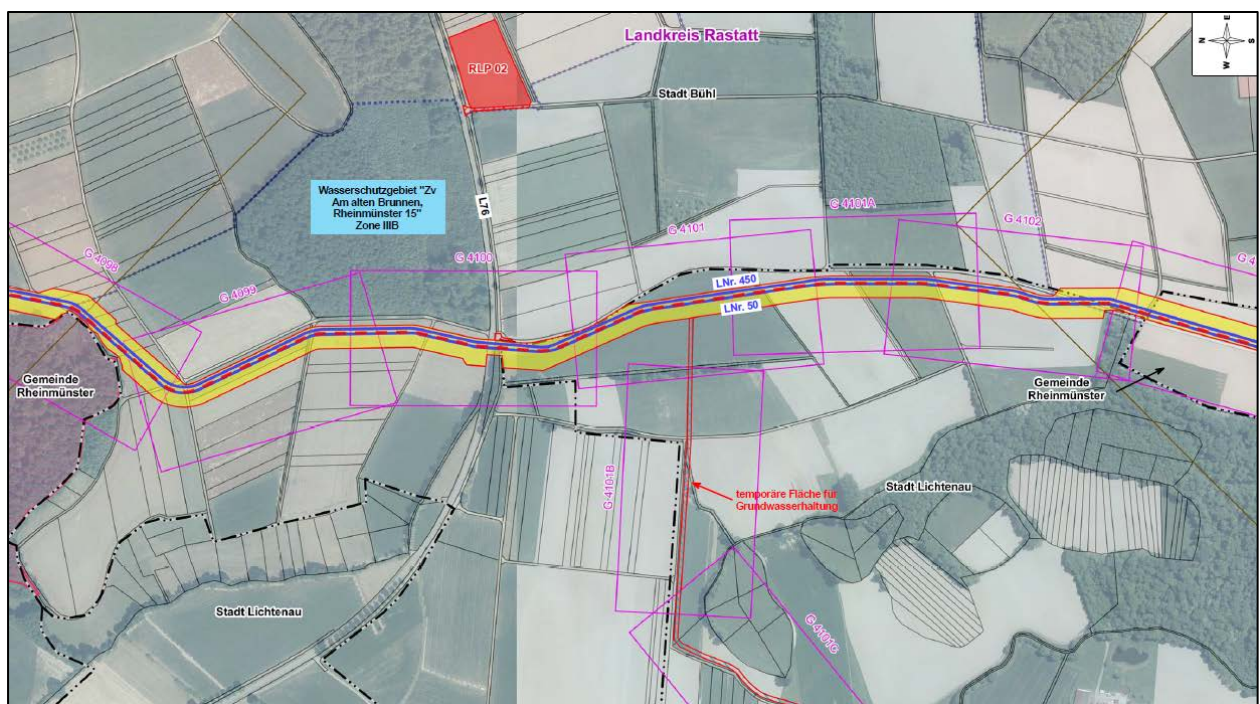 Landkreis Rastatt
N
E
S
W
RLP 02
Stadt Bühl
Wasserschutzgebiet "Zv
Am alten Brunnen,
Rheinmünster 15"
Zone IIIB
L76
G 4098
G 4099
G 4100
G 4101
G 4101A
G 4102
LNr. 450
LNr. 50
Gemeinde
Rheinmünster
Gemeinde
Rheinmünster
G 4101B
temporäre Fläche für
Grundwasserhaltung
Stadt Lichtenau
Stadt Lichtenau
G 4101C